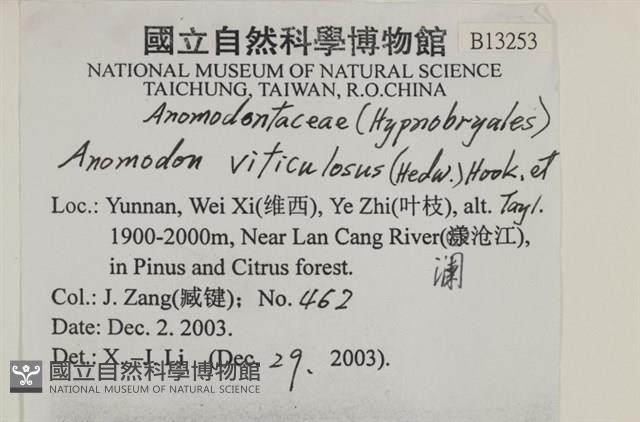 國立自然科學博物館 B13253
NATIONAL MUSEUM OF NATURAL SCIENCE
TAICHUNG, TAIWAN, R.O.CHINA
Anomodontaceae (Hypnobryales)
Anomodon viticulosus (Hedw.) Hook. et
Loc.: Yunnan, Wei Xi(维西), Ye Zhi(叶枝), alt. Tayl.
1900-2000m, Near Lan Cang River(漾沧江),
澜
in Pinus and Citrus forest.
Col.: J. Zang(臧键); No. 462
Date: Dec. 2. 2003.
Det.: X. –J. Li (Dec. 29. 2003).
國立自然科學博物館
NATIONAL MUSEUM OF NATURAL SCIENCE